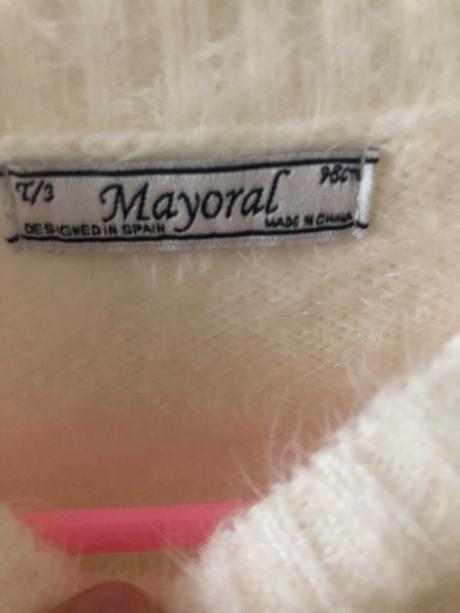 T/3
Mayoral
98CM
DESIGNED IN SPAIN
MADE IN CHINA